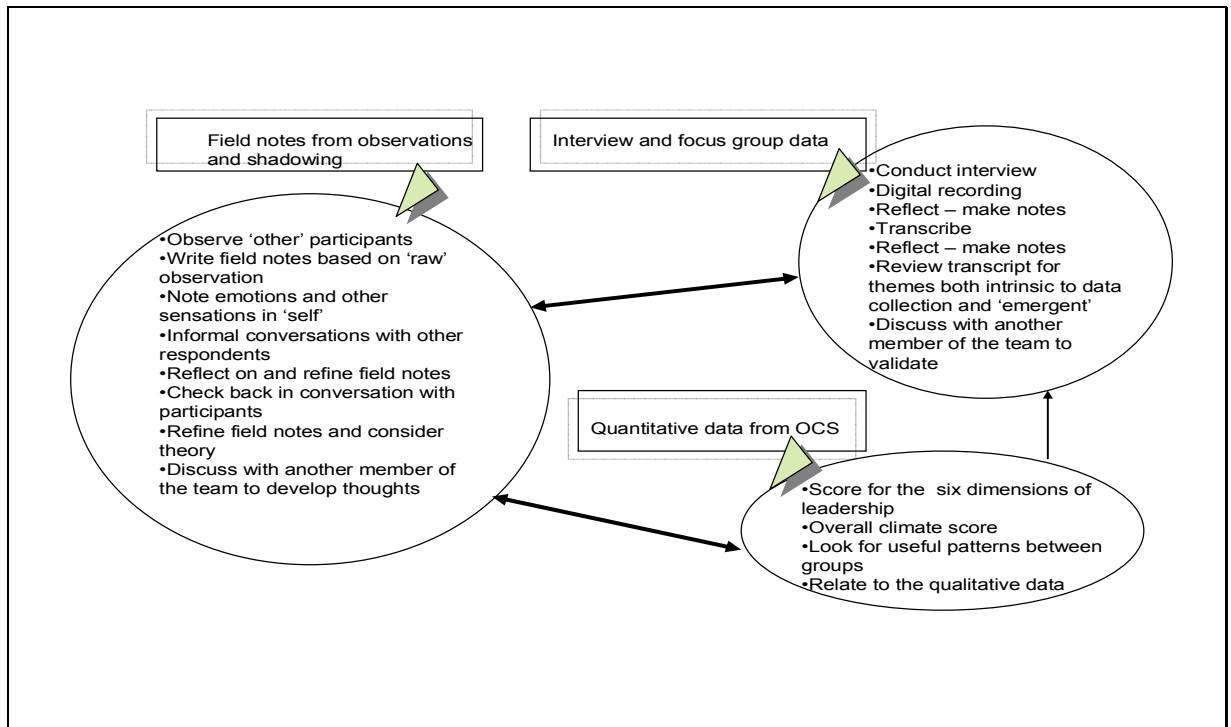 Field notes from observations
and shadowing
•Observe ‘other’ participants
•Write field notes based on ‘raw’
observation
•Note emotions and other
sensations in ‘self’
•Informal conversations with other
respondents
•Reflect on and refine field notes
•Check back in conversation with
participants
•Refine field notes and consider
theory
•Discuss with another member of
the team to develop thoughts
Interview and focus group data
•Conduct interview
•Digital recording
•Reflect – make notes
•Transcribe
•Reflect – make notes
•Review transcript for
themes both intrinsic to data
collection and ‘emergent’
•Discuss with another
member of the team to
validate
Quantitative data from OCS
•Score for the six dimensions of
leadership
•Overall climate score
•Look for useful patterns between
groups
•Relate to the qualitative data